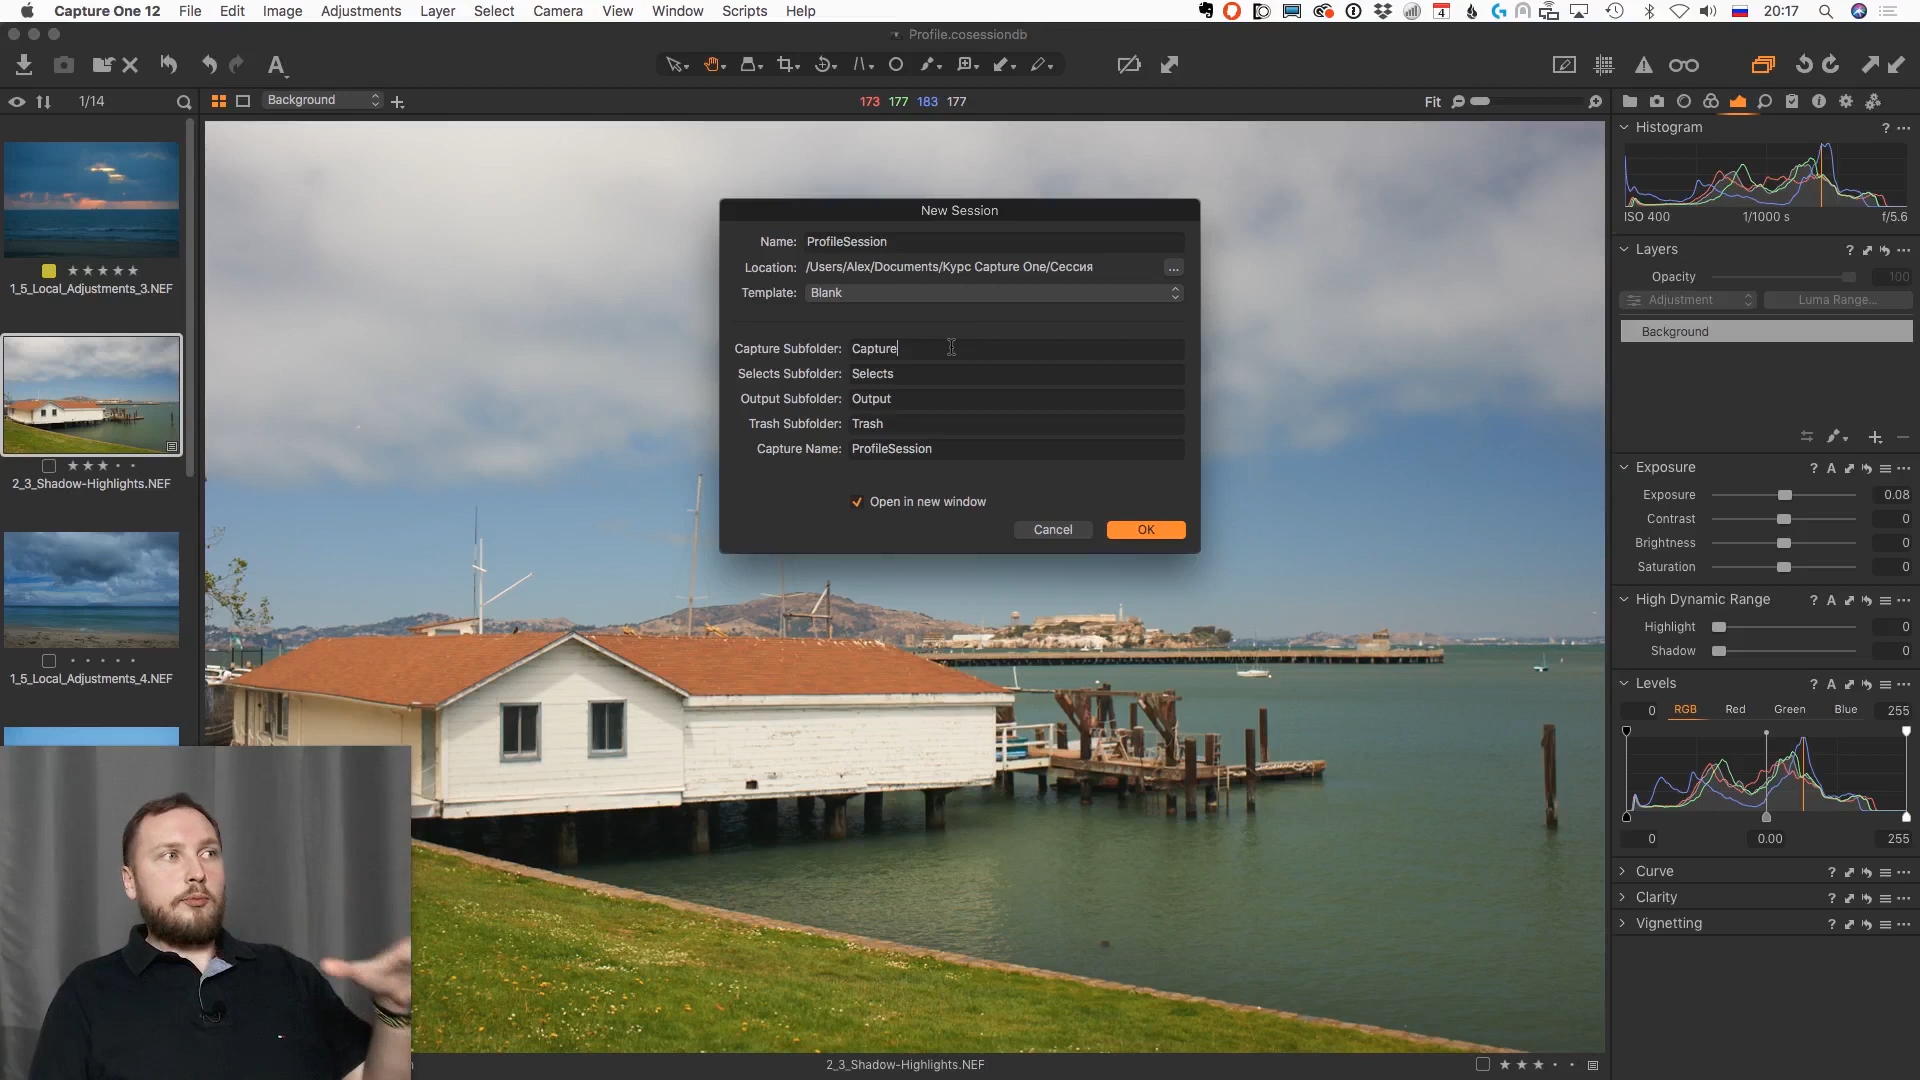 Capture One 12 File Edit Image Adjustments Layer Select Camera View Window Scripts Help 4 20:17
Profile.cosessiondb
1/14 Background 173 177 183 177 Fit
1_5_Local_Adjustments_3.NEF
2_3_Shadow-Highlights.NEF
1_5_Local_Adjustments_4.NEF
New Session
Name: ProfileSession
Location: /Users/Alex/Documents/Курс Capture One/Сессия ...
Template: Blank
Capture Subfolder: Capture
Selects Subfolder: Selects
Output Subfolder: Output
Trash Subfolder: Trash
Capture Name: ProfileSession
Open in new window
Cancel OK
2_3_Shadow-Highlights.NEF
Histogram ? ...
ISO 400 1/1000 s f/5.6
Layers ?
Opacity 100
Adjustment Luma Range...
Background
Exposure ? A ...
Exposure 0.08
Contrast 0
Brightness 0
Saturation 0
High Dynamic Range ? A ...
Highlight 0
Shadow 0
Levels ? A ...
0 RGB Red Green Blue 255
0 0.00 255
Curve ? ...
Clarity ? ...
Vignetting ? ...